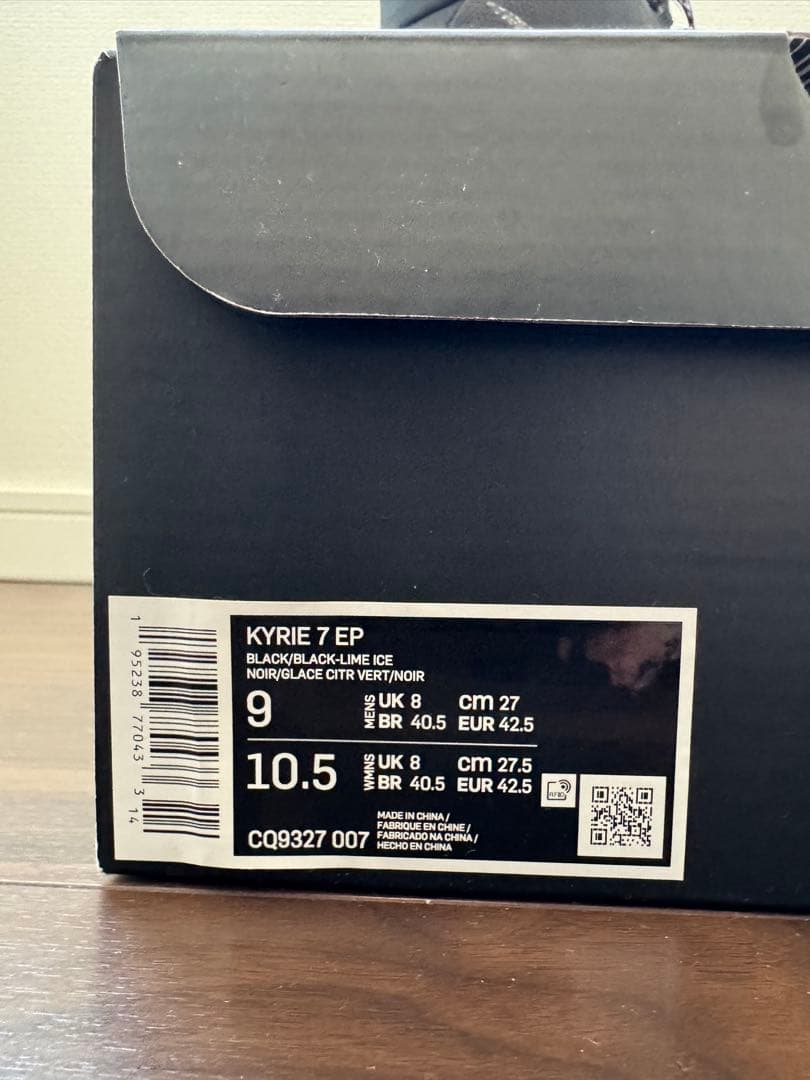 KYRIE 7 EP
BLACK/BLACK-LIME ICE
NOIR/GLACE CITR VERT/NOIR
9 MENS UK 8 cm 27
BR 40.5 EUR 42.5
10.5 WMNS UK 8 cm 27.5
BR 40.5 EUR 42.5
CQ9327 007
MADE IN CHINA /
FABRIQUE EN CHINE /
FABRICADO NA CHINA /
HECHO EN CHINA
RFID
1 95238 77043 3 14